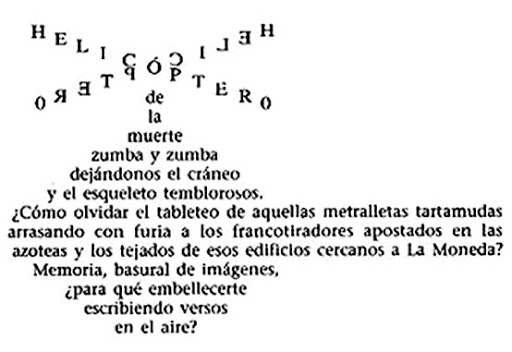 HELICÓPTERO
HELICÓPTERO
de
la
muerte
zumba y zumba
dejándonos el cráneo
y el esqueleto temblorosos.
¿Cómo olvidar el tableteo de aquellas metralletas tartamudas
arrasando con furia a los francotiradores apostados en las
azoteas y los tejados de esos edificios cercanos a La Moneda?
Memoria, basural de imágenes,
¿para qué embellecerte
escribiendo versos
en el aire?